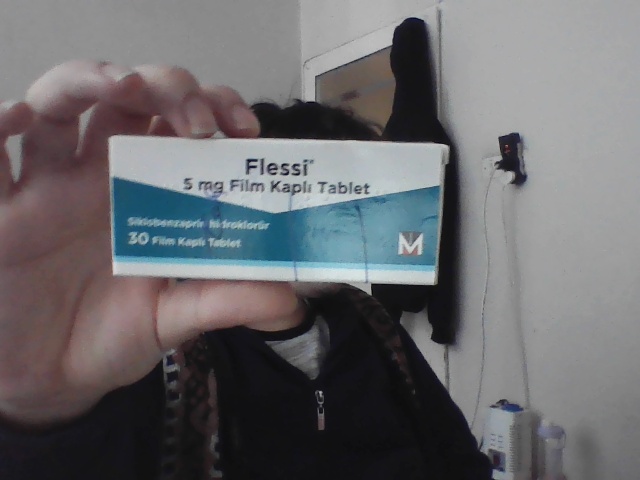 Flessi®
5 mg Film Kaplı Tablet
Siklobenzaprin hidroklorür
30 Film Kaplı Tablet
M